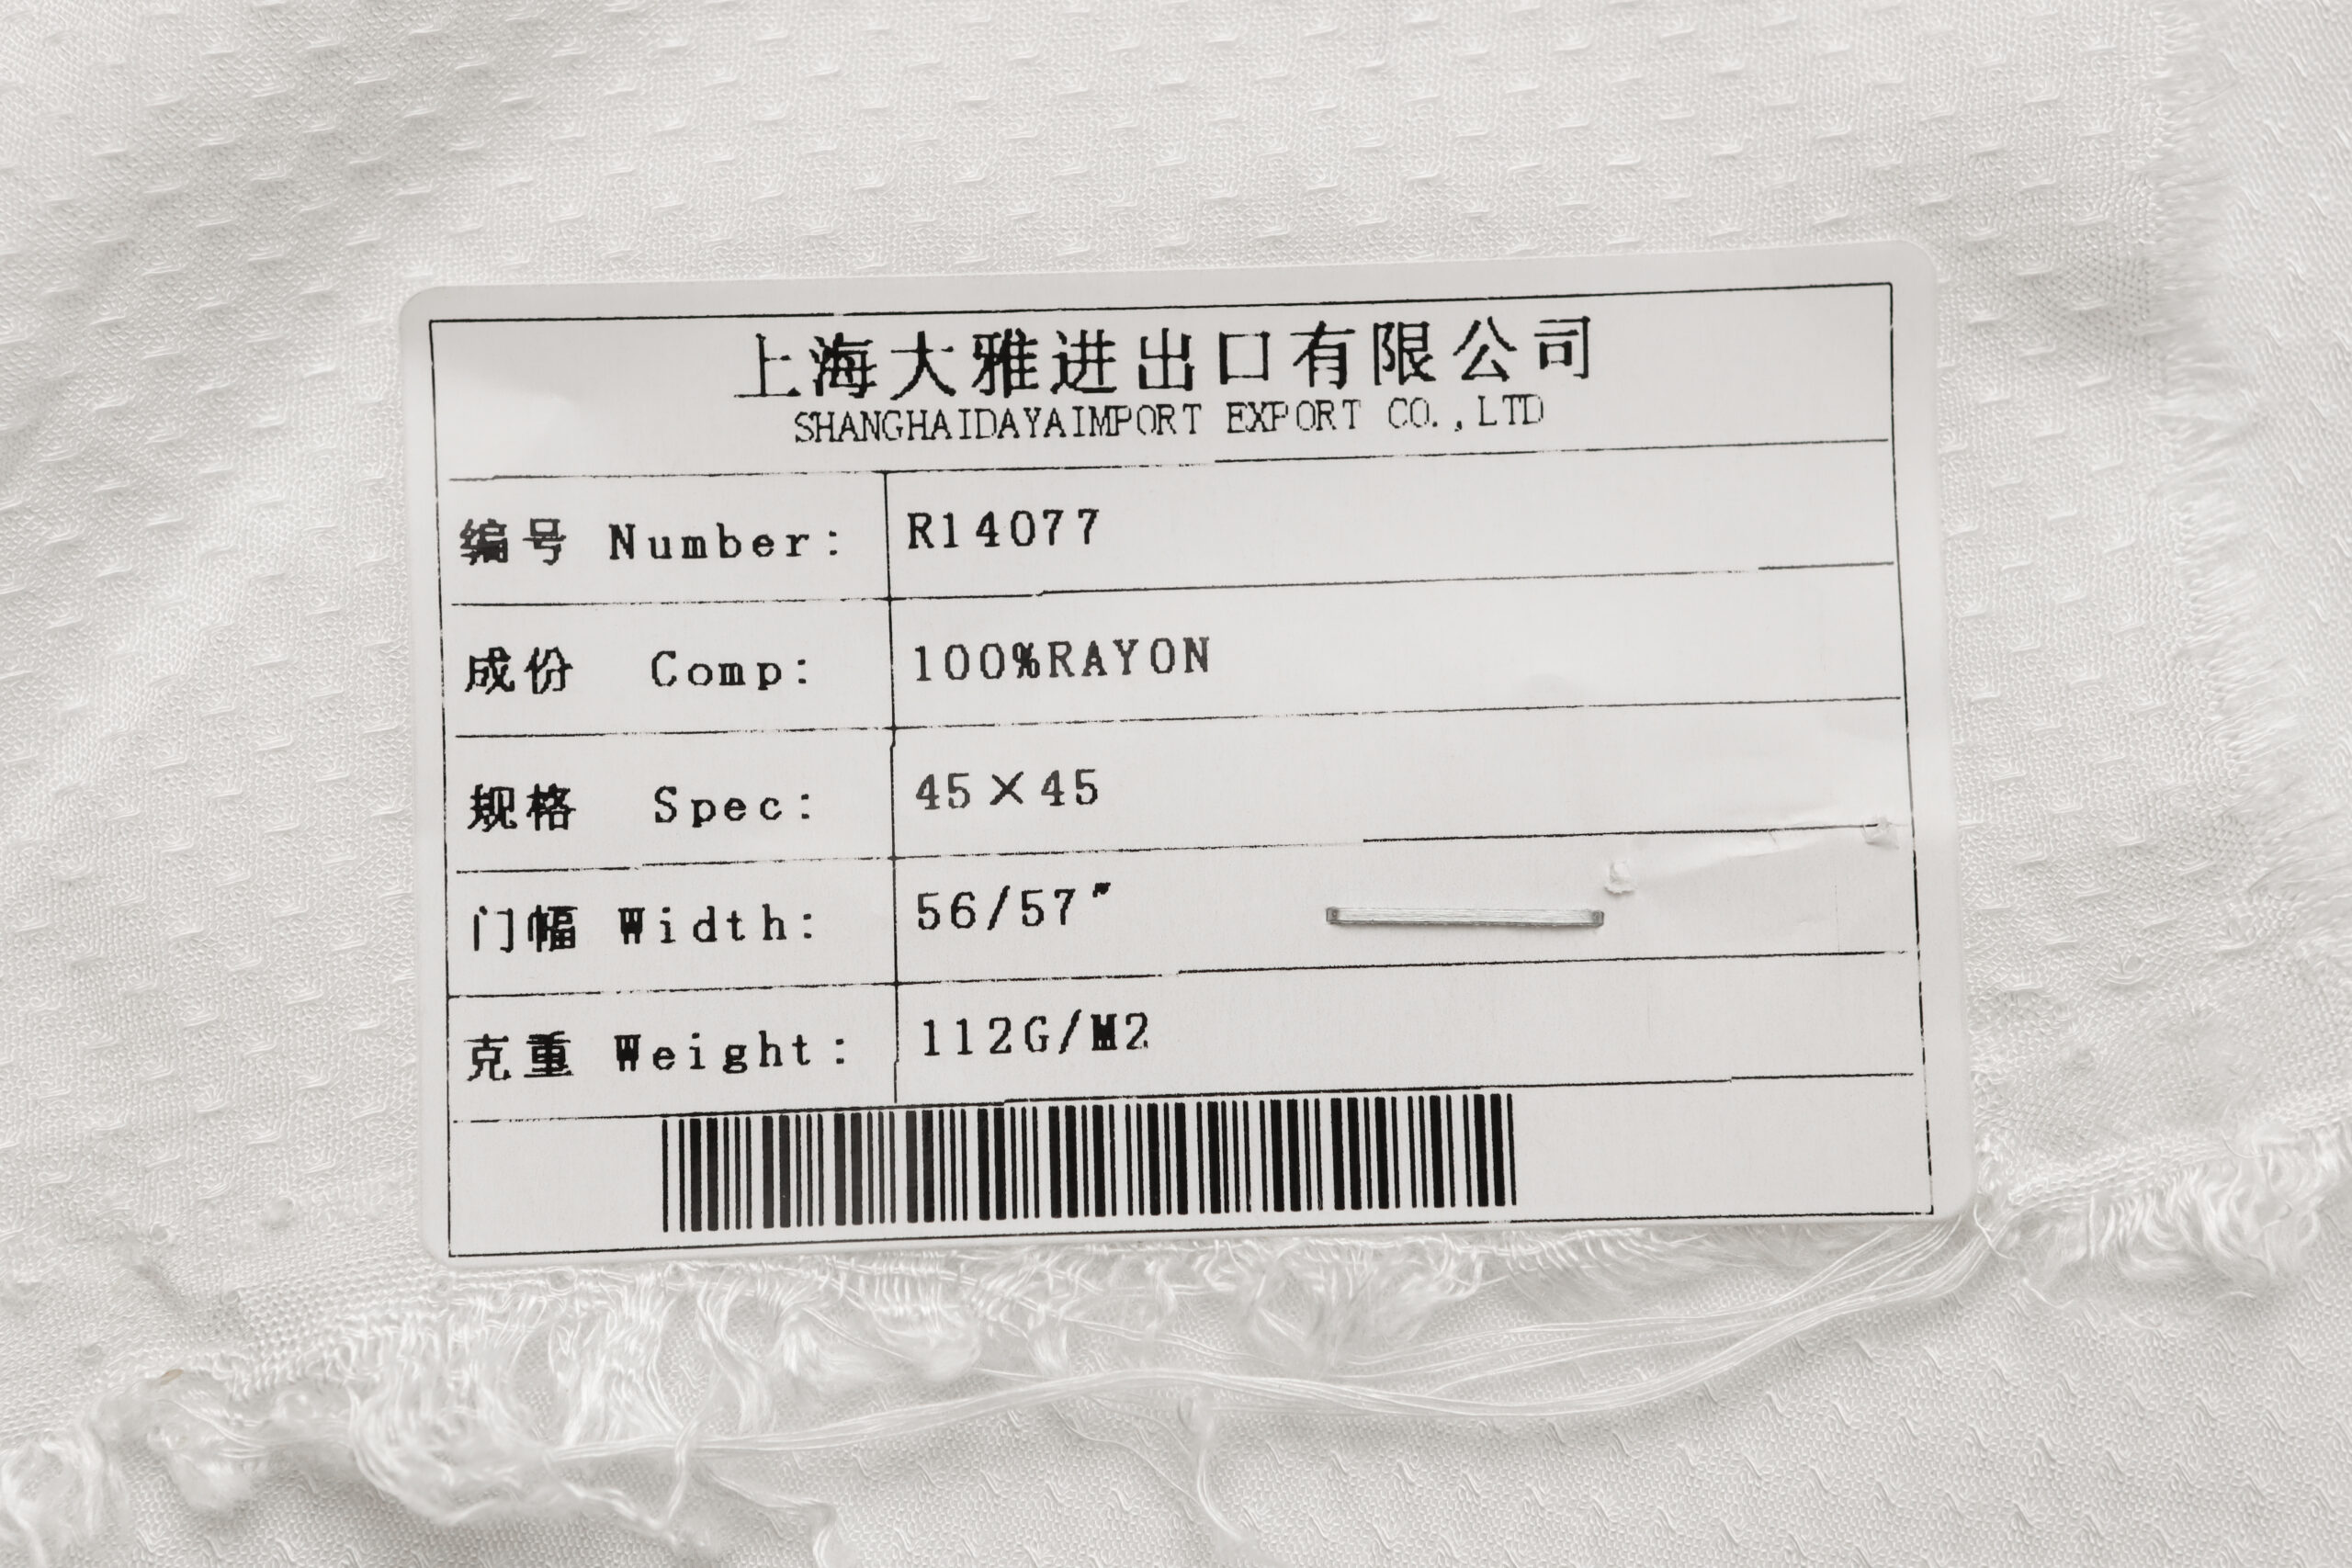 上海大雅进出口有限公司
SHANGHAIDAYAIMPORT EXPORT CO.,LTD
编号 Number: R14077
成份 Comp: 100%RAYON
规格 Spec: 45×45
门幅 Width: 56/57"
克重 Weight: 112G/M2